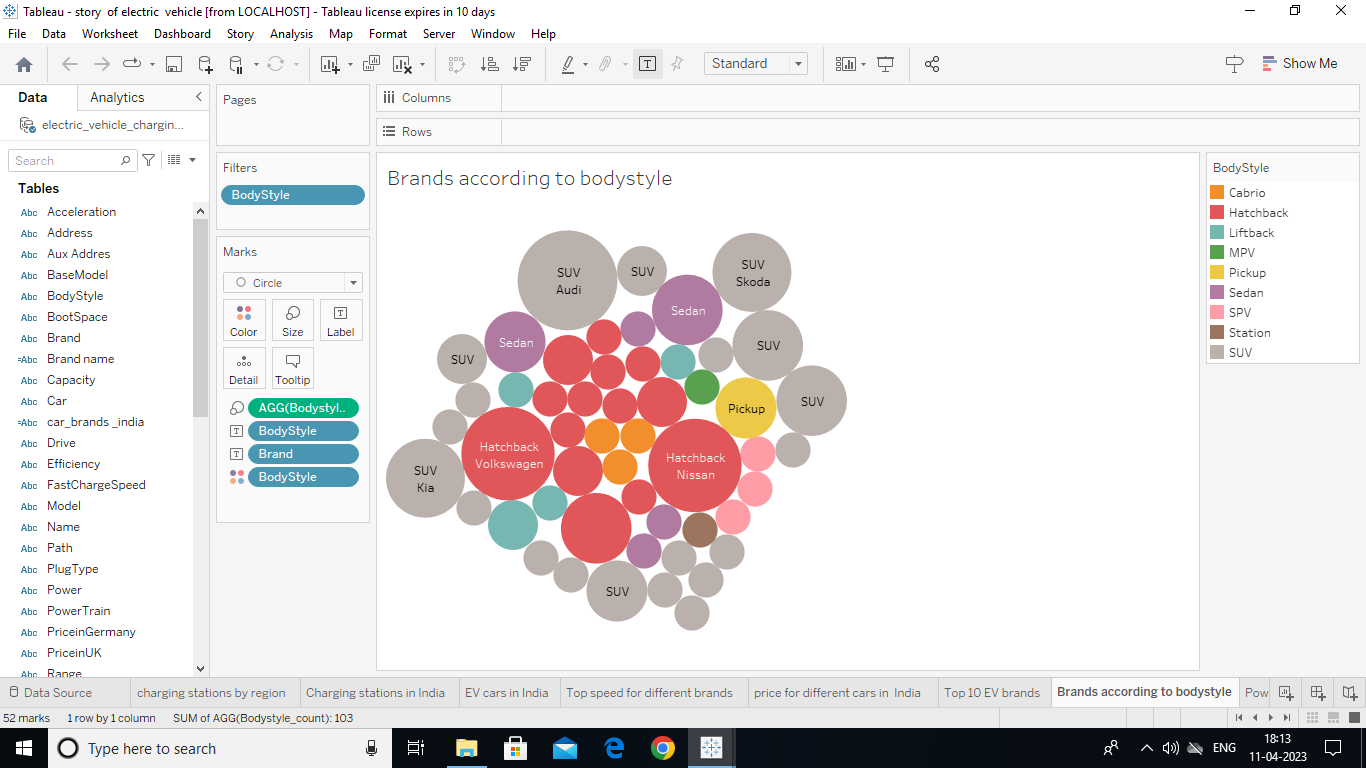 Tableau - story of electric vehicle [from LOCALHOST] - Tableau license expires in 10 days
File Data Worksheet Dashboard Story Analysis Map Format Server Window Help
Standard
Show Me
Data
Analytics
electric_vehicle_chargin...
Search
Tables
Abc Acceleration
Abc Address
Abc Aux Addres
Abc BaseModel
Abc BodyStyle
Abc BootSpace
Abc Brand
=Abc Brand name
Abc Capacity
Abc Car
=Abc car_brands _india
Abc Drive
Abc Efficiency
Abc FastChargeSpeed
Abc Model
Abc Name
Abc Path
Abc PlugType
Abc Power
Abc PowerTrain
Abc PriceinGermany
Abc PriceinUK
Abc Range
Pages
Filters
BodyStyle
Marks
Circle
Color
Size
Label
Detail
Tooltip
AGG(Bodystyl..
BodyStyle
Brand
BodyStyle
Columns
Rows
Brands according to bodystyle
SUV
Audi
SUV
SUV
Skoda
Sedan
Sedan
SUV
SUV
SUV
Pickup
Hatchback
Volkswagen
Hatchback
Nissan
SUV
Kia
SUV
BodyStyle
Cabrio
Hatchback
Liftback
MPV
Pickup
Sedan
SPV
Station
SUV
Data Source
charging stations by region
Charging stations in India
EV cars in India
Top speed for different brands
price for different cars in India
Top 10 EV brands
Brands according to bodystyle
Pow
52 marks
1 row by 1 column
SUM of AGG(Bodystyle_count): 103
Type here to search
ENG
18:13
11-04-2023